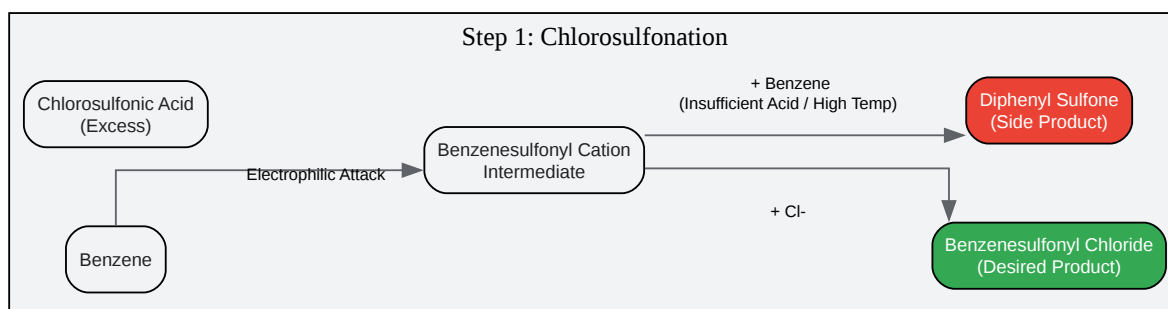 Step 1: Chlorosulfonation
Chlorosulfonic Acid
(Excess)
Benzene
Electrophilic Attack
Benzenesulfonyl Cation
Intermediate
+ Benzene
(Insufficient Acid / High Temp)
Diphenyl Sulfone
(Side Product)
+ Cl-
Benzenesulfonyl Chloride
(Desired Product)